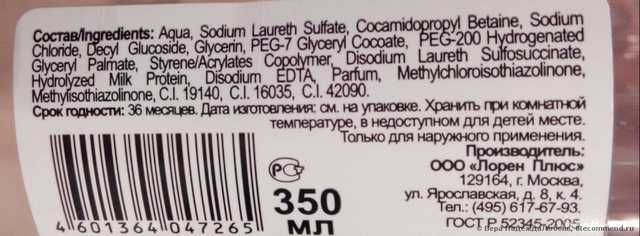 Состав/Ingredients: Aqua, Sodium Laureth Sulfate, Cocamidopropyl Betaine, Sodium
Chloride, Decyl Glucoside, Glycerin, PEG-7 Glyceryl Cocoate, PEG-200 Hydrogenated
Glyceryl Palmate, Styrene/Acrylates Copolymer, Disodium Laureth Sulfosuccinate,
Hydrolyzed Milk Protein, Disodium EDTA, Parfum, Methylchloroisothiazolinone,
Methylisothiazolinone, C.I. 19140, C.I. 16035, C.I. 42090.
Срок годности: 36 месяцев. Дата изготовления: см. на упаковке. Хранить при комнатной
температуре, в недоступном для детей месте.
Только для наружного применения.
Производитель:
ООО «Лорен Плюс»
129164, г. Москва,
ул. Ярославская, д. 8, к. 4.
Тел.: (495) 617-67-93.
ГОСТ Р 52345-2005
РС
350
МЛ
4 601364 047265
irecommend.ru